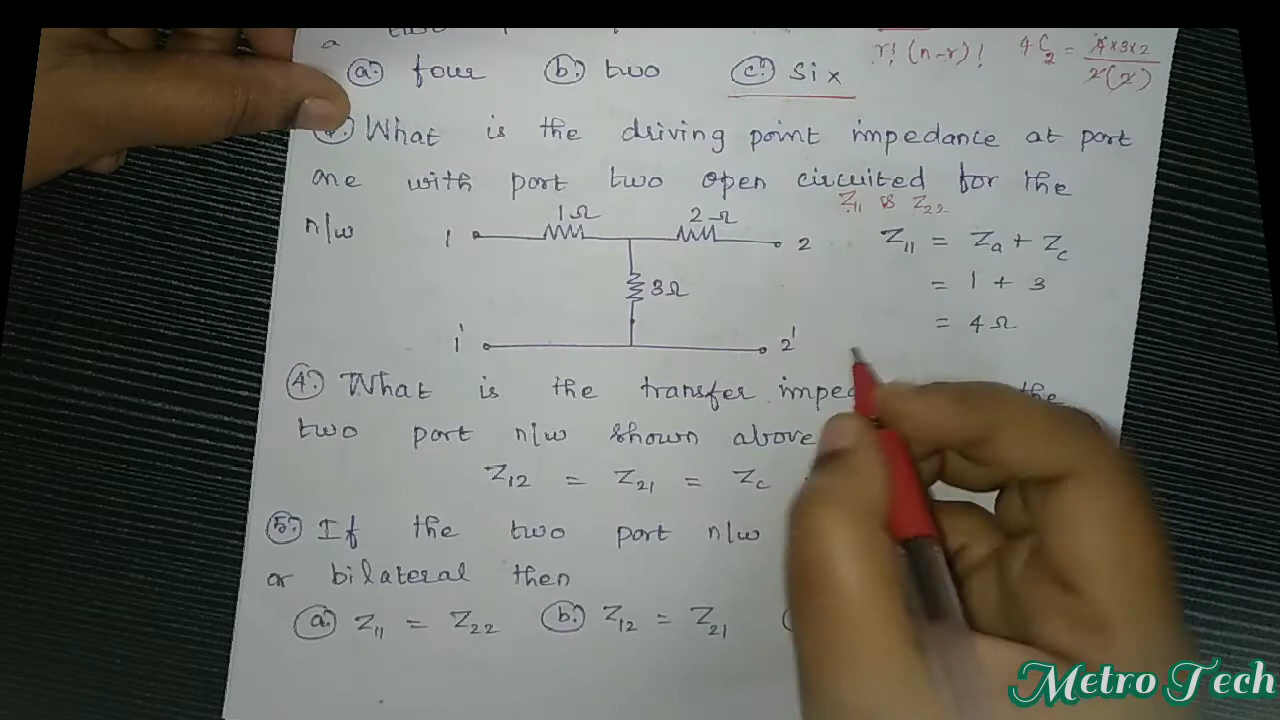 a two
r! (n-r)! 4C2 = 4×3×2 / 2(2)
(a.) four (b.) two (c.) Six
What is the driving point impedance at port
one with port two open circuited for the
Z11 & Z22
n/w
1Ω 2Ω
1 2
3Ω
1' 2'
Z11 = Za + Zc
= 1 + 3
= 4Ω
(4.) What is the transfer imped the
two port n/w shown above
Z12 = Z21 = Zc
(5.) If the two port n/w
or bilateral then
(a.) Z11 = Z22 (b.) Z12 = Z21
Metro Tech